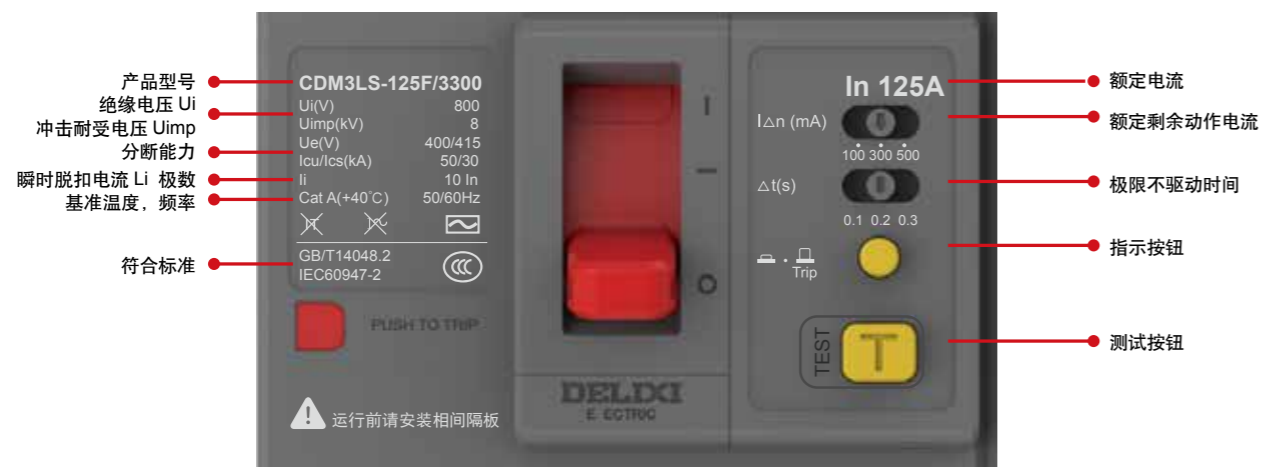 产品型号
绝缘电压 Ui
冲击耐受电压 Uimp
分断能力
瞬时脱扣电流 Li 极数
基准温度，频率
符合标准
CDM3LS-125F/3300
Ui(V) 800
Uimp(kV) 8
Ue(V) 400/415
Icu/Ics(kA) 50/30
Ii 10 In
Cat A(+40℃) 50/60Hz
GB/T14048.2
IEC60947-2
CCC
PUSH TO TRIP
运行前请安装相间隔板
I
O
DELIXI
E ECTRIC
In 125A
I△n (mA)
100 300 500
△t(s)
0.1 0.2 0.3
Trip
TEST
T
额定电流
额定剩余动作电流
极限不驱动时间
指示按钮
测试按钮